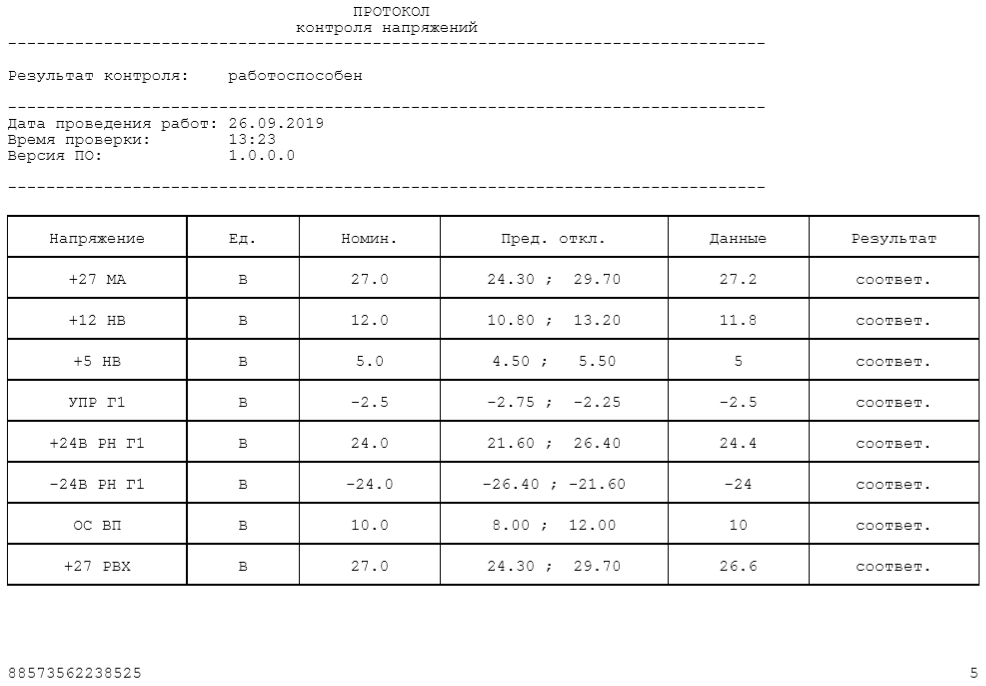 ПРОТОКОЛ
контроля напряжений
--------------------------------------------------------------------------------
Результат контроля: работоспособен
--------------------------------------------------------------------------------
Дата проведения работ: 26.09.2019
Время проверки: 13:23
Версия ПО: 1.0.0.0
--------------------------------------------------------------------------------
Напряжение Ед. Номин. Пред. откл. Данные Результат
+27 МА В 27.0 24.30 ; 29.70 27.2 соответ.
+12 НВ В 12.0 10.80 ; 13.20 11.8 соответ.
+5 НВ В 5.0 4.50 ; 5.50 5 соответ.
УПР Г1 В -2.5 -2.75 ; -2.25 -2.5 соответ.
+24В РН Г1 В 24.0 21.60 ; 26.40 24.4 соответ.
-24В РН Г1 В -24.0 -26.40 ; -21.60 -24 соответ.
ОС ВП В 10.0 8.00 ; 12.00 10 соответ.
+27 РВХ В 27.0 24.30 ; 29.70 26.6 соответ.
88573562238525 5